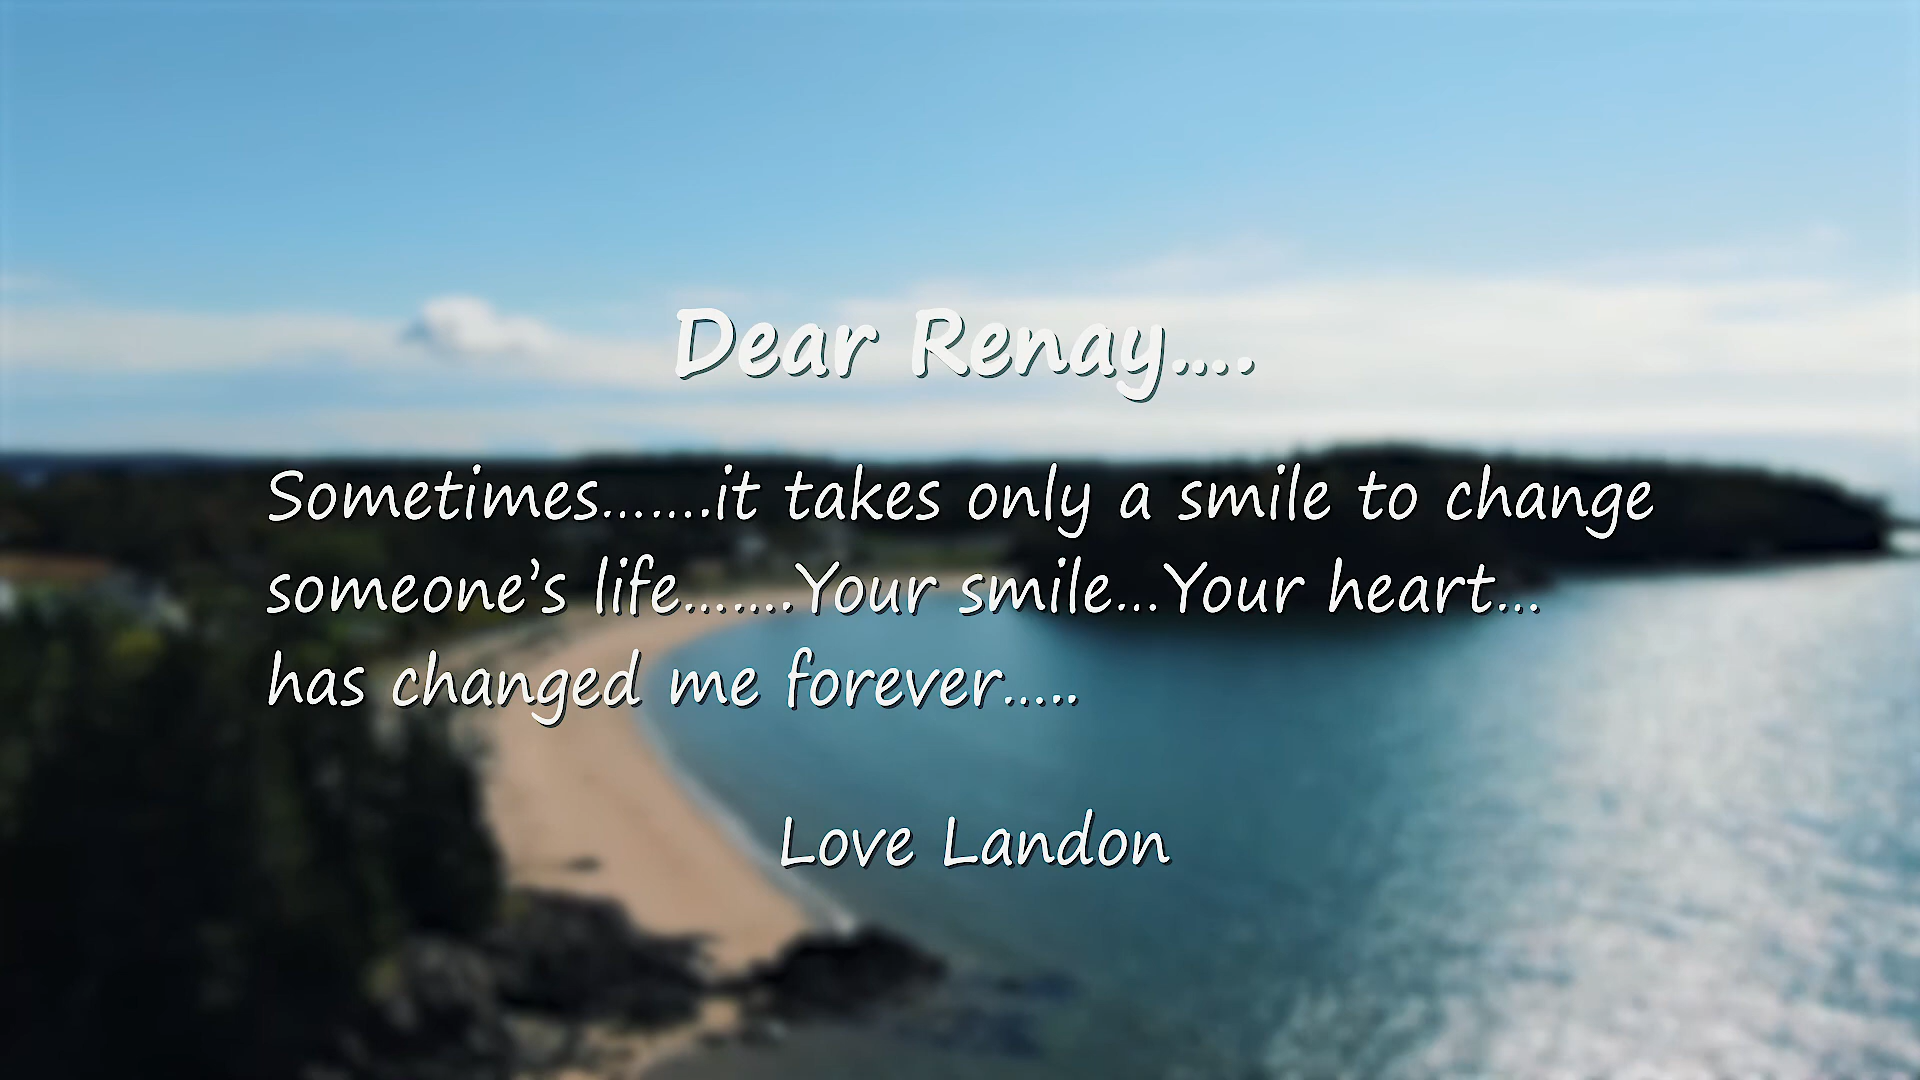 Dear Renay....
Sometimes.......it takes only a smile to change
someone’s life.......Your smile...Your heart...
has changed me forever.....
Love Landon